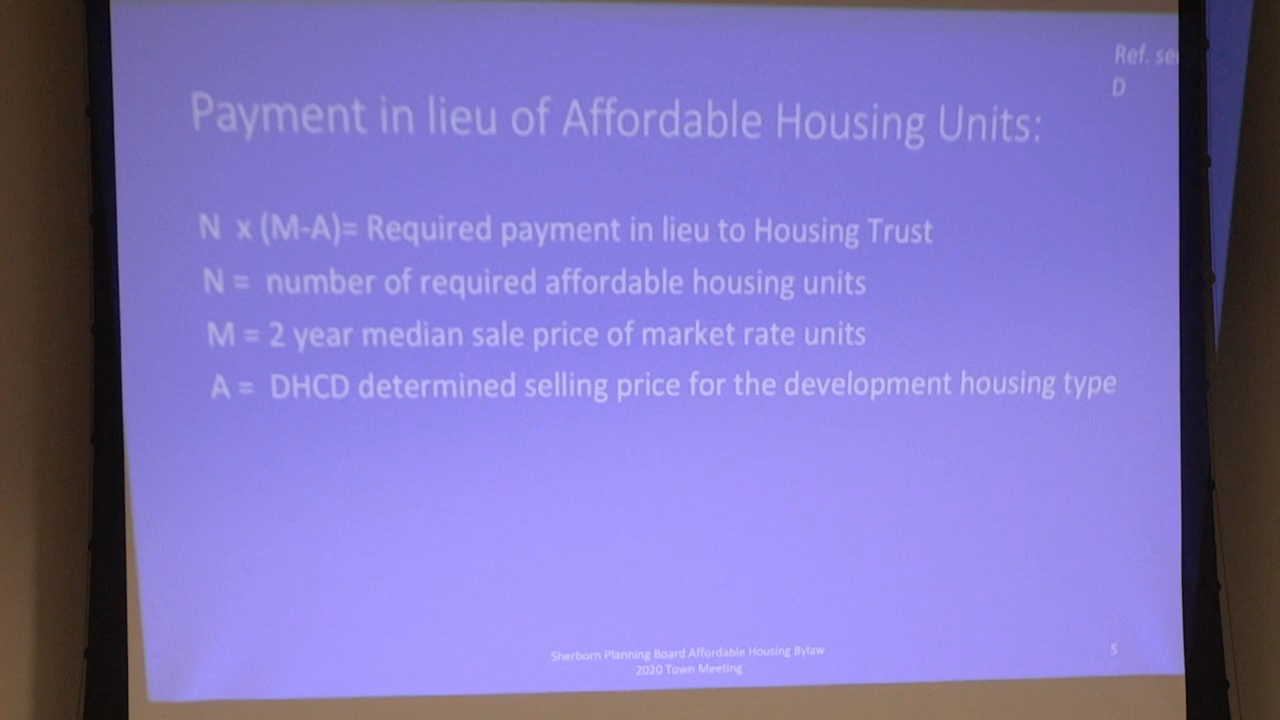 Ref.
D
Payment in lieu of Affordable Housing Units:
N x (M-A)= Required payment in lieu to Housing Trust
N = number of required affordable housing units
M = 2 year median sale price of market rate units
A = DHCD determined selling price for the development housing type
Sherborn Planning Board Affordable Housing Bylaw
2020 Town Meeting
5